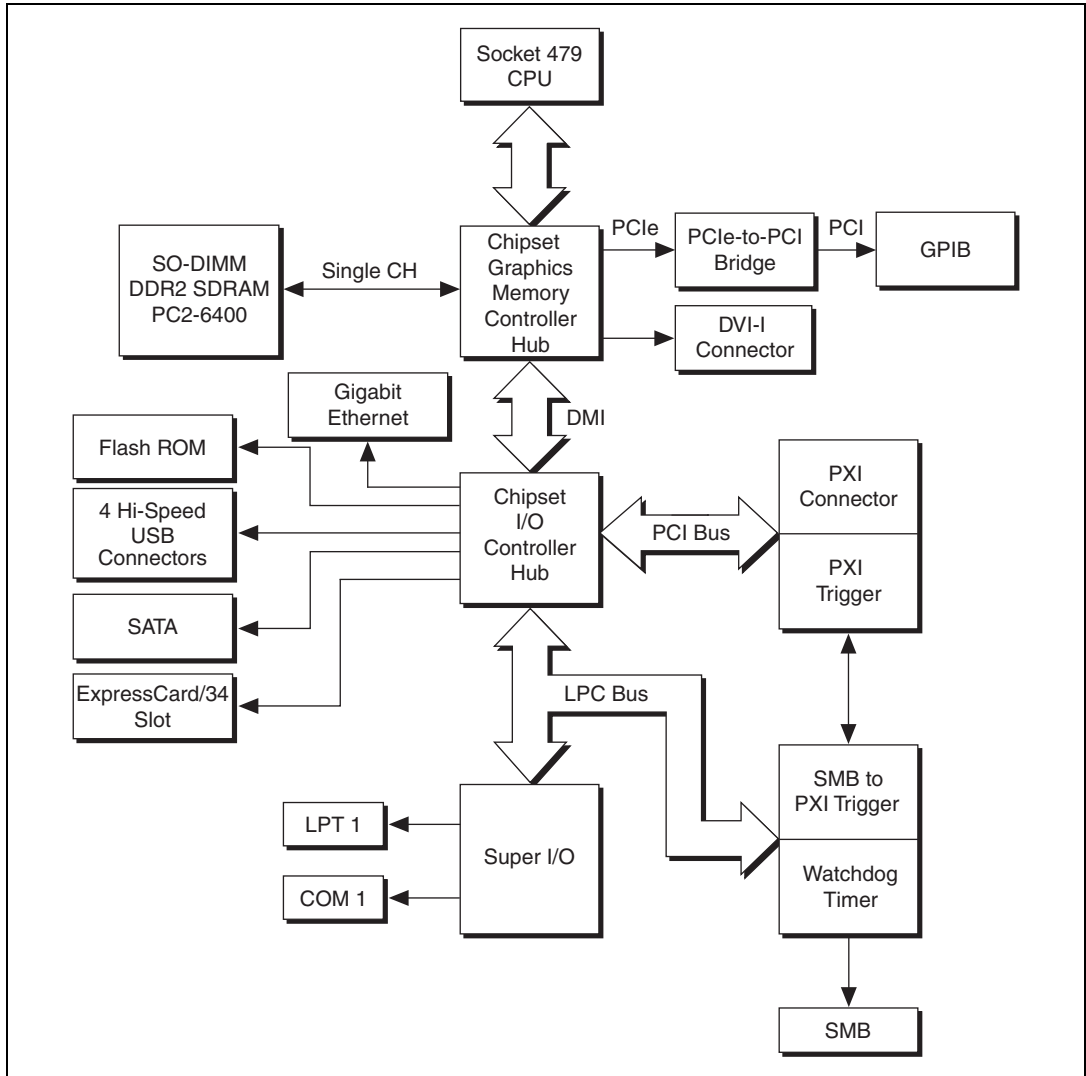 Socket 479
CPU
SO-DIMM
DDR2 SDRAM
PC2-6400
Single CH
Chipset
Graphics
Memory
Controller
Hub
PCIe
PCIe-to-PCI
Bridge
PCI
GPIB
DVI-I
Connector
Gigabit
Ethernet
DMI
Flash ROM
4 Hi-Speed
USB
Connectors
SATA
ExpressCard/34
Slot
Chipset
I/O
Controller
Hub
PCI Bus
PXI
Connector
PXI
Trigger
LPC Bus
SMB to
PXI Trigger
Watchdog
Timer
LPT 1
COM 1
Super I/O
SMB